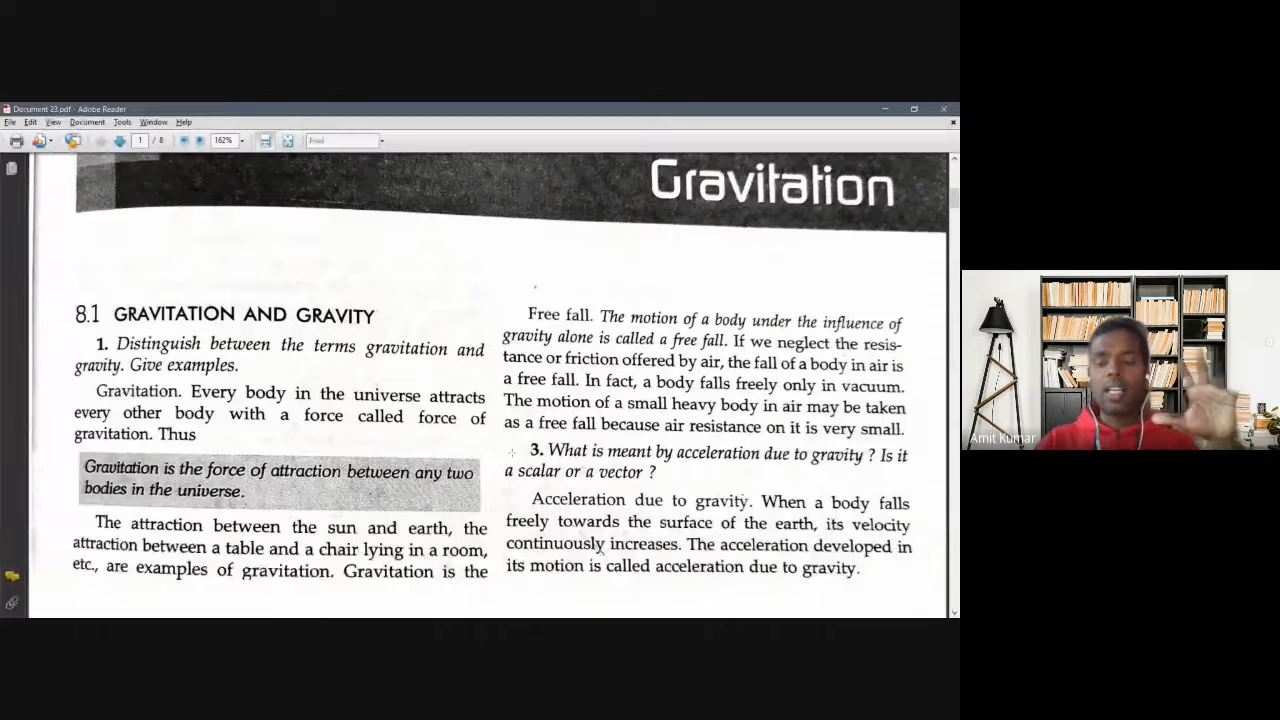 Document 23.pdf - Adobe Reader
File Edit View Document Tools Window Help
1 / 8 162% Find
Gravitation
8.1 GRAVITATION AND GRAVITY
1. Distinguish between the terms gravitation and
gravity. Give examples.
Gravitation. Every body in the universe attracts
every other body with a force called force of
gravitation. Thus
Gravitation is the force of attraction between any two
bodies in the universe.
The attraction between the sun and earth, the
attraction between a table and a chair lying in a room,
etc., are examples of gravitation. Gravitation is the
Free fall. The motion of a body under the influence of
gravity alone is called a free fall. If we neglect the resis-
tance or friction offered by air, the fall of a body in air is
a free fall. In fact, a body falls freely only in vacuum.
The motion of a small heavy body in air may be taken
as a free fall because air resistance on it is very small.
3. What is meant by acceleration due to gravity ? Is it
a scalar or a vector ?
Acceleration due to gravity. When a body falls
freely towards the surface of the earth, its velocity
continuously increases. The acceleration developed in
its motion is called acceleration due to gravity.
Amit Kumar